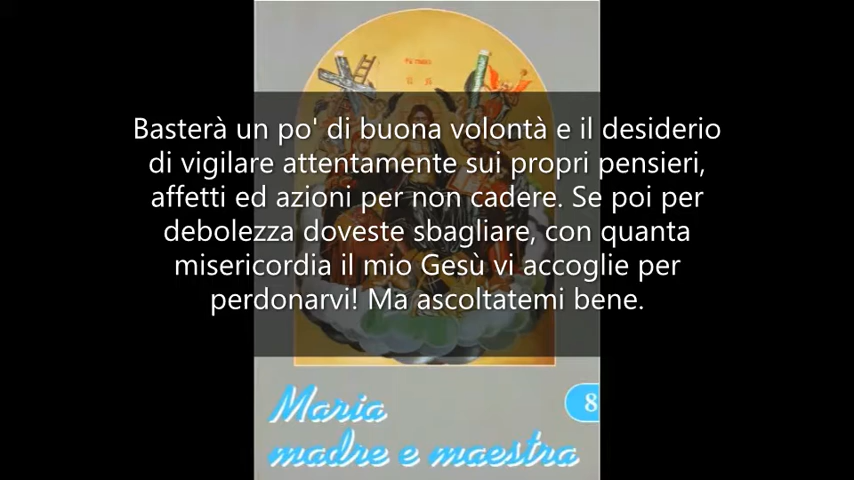 Basterà un po' di buona volontà e il desiderio
di vigilare attentamente sui propri pensieri,
affetti ed azioni per non cadere. Se poi per
debolezza doveste sbagliare, con quanta
misericordia il mio Gesù vi accoglie per
perdonarvi! Ma ascoltatemi bene.
Maria
8
madre e maestra